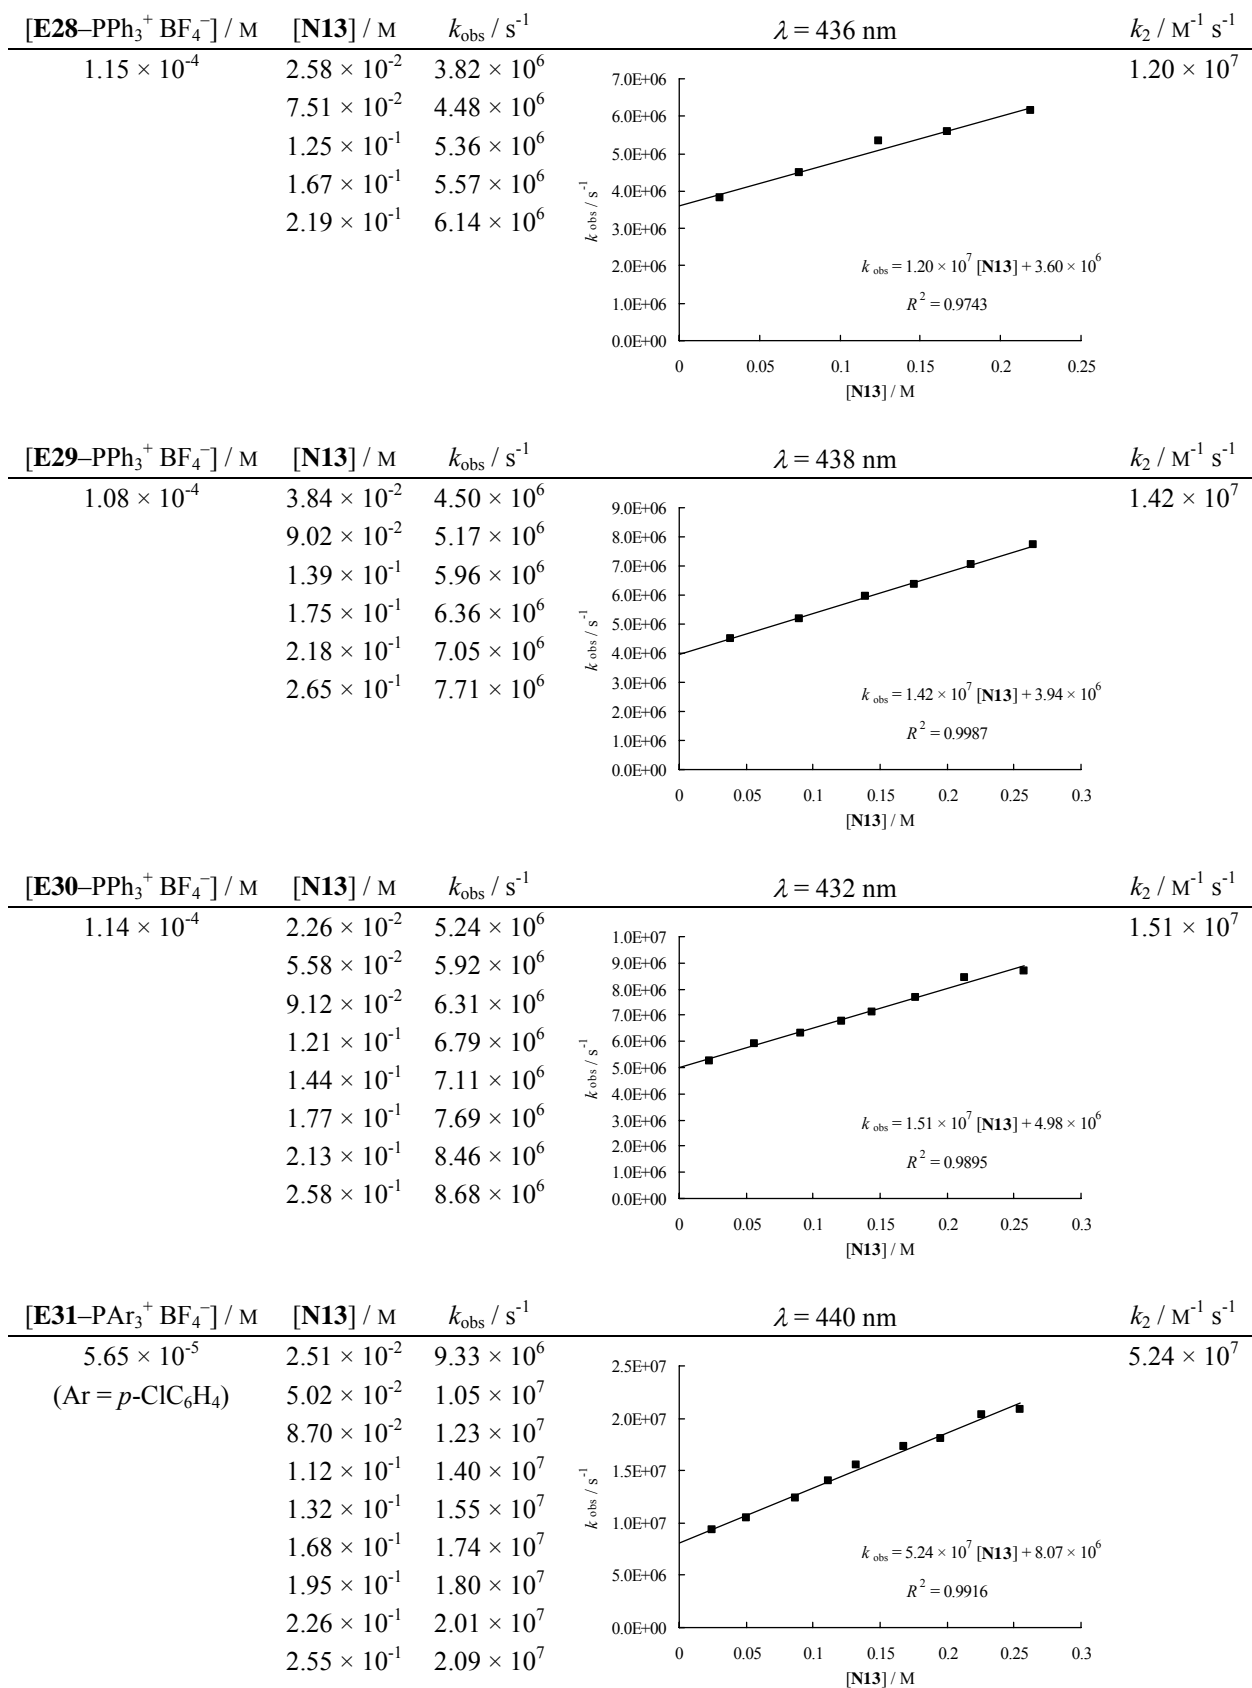 [E28–PPh₃⁺ BF₄⁻] / M [N13] / M k_obs / s⁻¹ λ = 436 nm k₂ / M⁻¹ s⁻¹
1.15 × 10⁻⁴ 2.58 × 10⁻² 3.82 × 10⁶ 1.20 × 10⁷
7.51 × 10⁻² 4.48 × 10⁶
1.25 × 10⁻¹ 5.36 × 10⁶
1.67 × 10⁻¹ 5.57 × 10⁶
2.19 × 10⁻¹ 6.14 × 10⁶
7.0E+06
6.0E+06
5.0E+06
4.0E+06
3.0E+06
2.0E+06
1.0E+06
0.0E+00
k obs / s⁻¹
k obs = 1.20 × 10⁷ [N13] + 3.60 × 10⁶
R² = 0.9743
0 0.05 0.1 0.15 0.2 0.25
[N13] / M
[E29–PPh₃⁺ BF₄⁻] / M [N13] / M k_obs / s⁻¹ λ = 438 nm k₂ / M⁻¹ s⁻¹
1.08 × 10⁻⁴ 3.84 × 10⁻² 4.50 × 10⁶ 1.42 × 10⁷
9.02 × 10⁻² 5.17 × 10⁶
1.39 × 10⁻¹ 5.96 × 10⁶
1.75 × 10⁻¹ 6.36 × 10⁶
2.18 × 10⁻¹ 7.05 × 10⁶
2.65 × 10⁻¹ 7.71 × 10⁶
9.0E+06
8.0E+06
7.0E+06
6.0E+06
5.0E+06
4.0E+06
3.0E+06
2.0E+06
1.0E+06
0.0E+00
k obs / s⁻¹
k obs = 1.42 × 10⁷ [N13] + 3.94 × 10⁶
R² = 0.9987
0 0.05 0.1 0.15 0.2 0.25 0.3
[N13] / M
[E30–PPh₃⁺ BF₄⁻] / M [N13] / M k_obs / s⁻¹ λ = 432 nm k₂ / M⁻¹ s⁻¹
1.14 × 10⁻⁴ 2.26 × 10⁻² 5.24 × 10⁶ 1.51 × 10⁷
5.58 × 10⁻² 5.92 × 10⁶
9.12 × 10⁻² 6.31 × 10⁶
1.21 × 10⁻¹ 6.79 × 10⁶
1.44 × 10⁻¹ 7.11 × 10⁶
1.77 × 10⁻¹ 7.69 × 10⁶
2.13 × 10⁻¹ 8.46 × 10⁶
2.58 × 10⁻¹ 8.68 × 10⁶
1.0E+07
9.0E+06
8.0E+06
7.0E+06
6.0E+06
5.0E+06
4.0E+06
3.0E+06
2.0E+06
1.0E+06
0.0E+00
k obs / s⁻¹
k obs = 1.51 × 10⁷ [N13] + 4.98 × 10⁶
R² = 0.9895
0 0.05 0.1 0.15 0.2 0.25 0.3
[N13] / M
[E31–PAr₃⁺ BF₄⁻] / M [N13] / M k_obs / s⁻¹ λ = 440 nm k₂ / M⁻¹ s⁻¹
5.65 × 10⁻⁵ 2.51 × 10⁻² 9.33 × 10⁶ 5.24 × 10⁷
(Ar = p-ClC₆H₄) 5.02 × 10⁻² 1.05 × 10⁷
8.70 × 10⁻² 1.23 × 10⁷
1.12 × 10⁻¹ 1.40 × 10⁷
1.32 × 10⁻¹ 1.55 × 10⁷
1.68 × 10⁻¹ 1.74 × 10⁷
1.95 × 10⁻¹ 1.80 × 10⁷
2.26 × 10⁻¹ 2.01 × 10⁷
2.55 × 10⁻¹ 2.09 × 10⁷
2.5E+07
2.0E+07
1.5E+07
1.0E+07
5.0E+06
0.0E+00
k obs / s⁻¹
k obs = 5.24 × 10⁷ [N13] + 8.07 × 10⁶
R² = 0.9916
0 0.05 0.1 0.15 0.2 0.25 0.3
[N13] / M